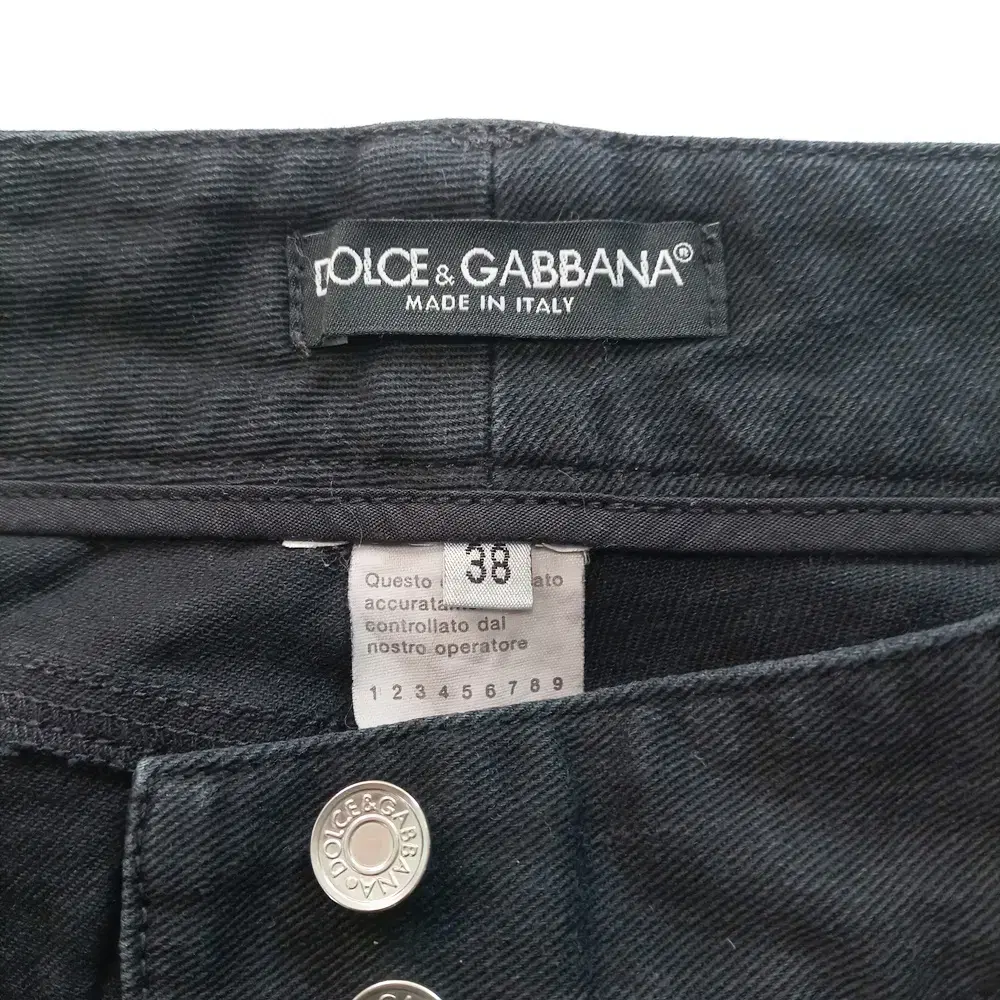 DOLCE & GABBANA®
MADE IN ITALY
38
Questo
accurata
controllato dal
nostro operatore
1 2 3 4 5 6 7 8 9
DOLCE&GABBANA